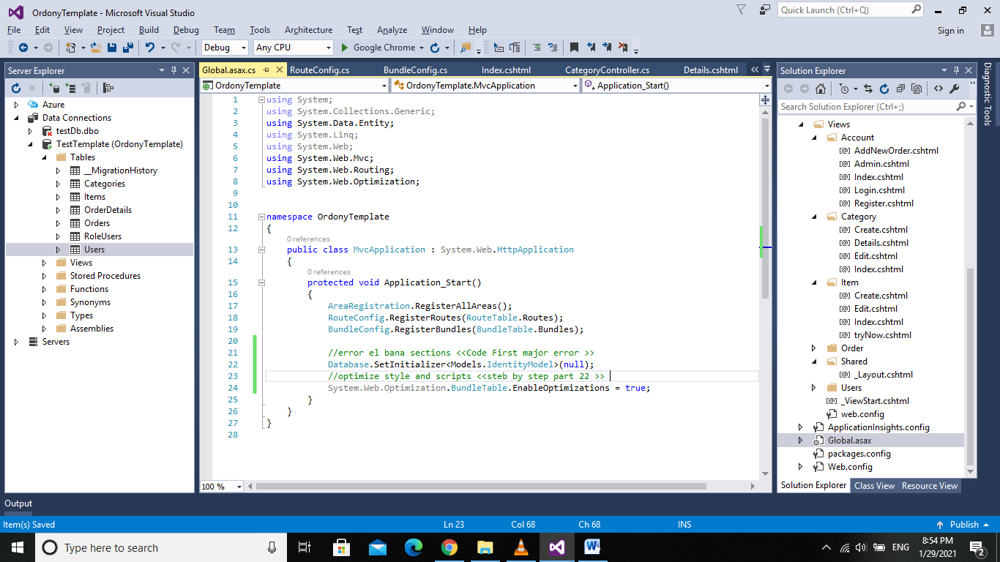 OrdonyTemplate - Microsoft Visual Studio
Quick Launch (Ctrl+Q)
File Edit View Project Build Debug Team Tools Architecture Test Analyze Window Help
Sign in
Debug Any CPU Google Chrome
Server Explorer
Azure
Data Connections
testDb.dbo
TestTemplate (OrdonyTemplate)
Tables
__MigrationHistory
Categories
Items
OrderDetails
Orders
RoleUsers
Users
Views
Stored Procedures
Functions
Synonyms
Types
Assemblies
Servers
Global.asax.cs RouteConfig.cs BundleConfig.cs Index.cshtml CategoryController.cs Details.cshtml
OrdonyTemplate OrdonyTemplate.MvcApplication Application_Start()
1 using System;
2 using System.Collections.Generic;
3 using System.Data.Entity;
4 using System.Linq;
5 using System.Web;
6 using System.Web.Mvc;
7 using System.Web.Routing;
8 using System.Web.Optimization;
9
10
11 namespace OrdonyTemplate
12 {
0 references
13 public class MvcApplication : System.Web.HttpApplication
14 {
0 references
15 protected void Application_Start()
16 {
17 AreaRegistration.RegisterAllAreas();
18 RouteConfig.RegisterRoutes(RouteTable.Routes);
19 BundleConfig.RegisterBundles(BundleTable.Bundles);
20
21 //error el bana sections <<Code First major error >>
22 Database.SetInitializer<Models.IdentityModel>(null);
23 //optimize style and scripts <<steb by step part 22 >>
24 System.Web.Optimization.BundleTable.EnableOptimizations = true;
25 }
26 }
27 }
28
100 %
Solution Explorer
Search Solution Explorer (Ctrl+;)
Views
Account
AddNewOrder.cshtml
Admin.cshtml
Index.cshtml
Login.cshtml
Register.cshtml
Category
Create.cshtml
Details.cshtml
Edit.cshtml
Index.cshtml
Item
Create.cshtml
Edit.cshtml
Index.cshtml
tryNow.cshtml
Order
Shared
_Layout.cshtml
Users
_ViewStart.cshtml
web.config
ApplicationInsights.config
Global.asax
packages.config
Web.config
Solution Explorer Class View Resource View
Diagnostic Tools
Output
Item(s) Saved Ln 23 Col 68 Ch 68 INS Publish
Type here to search
ENG
8:54 PM
1/29/2021
2